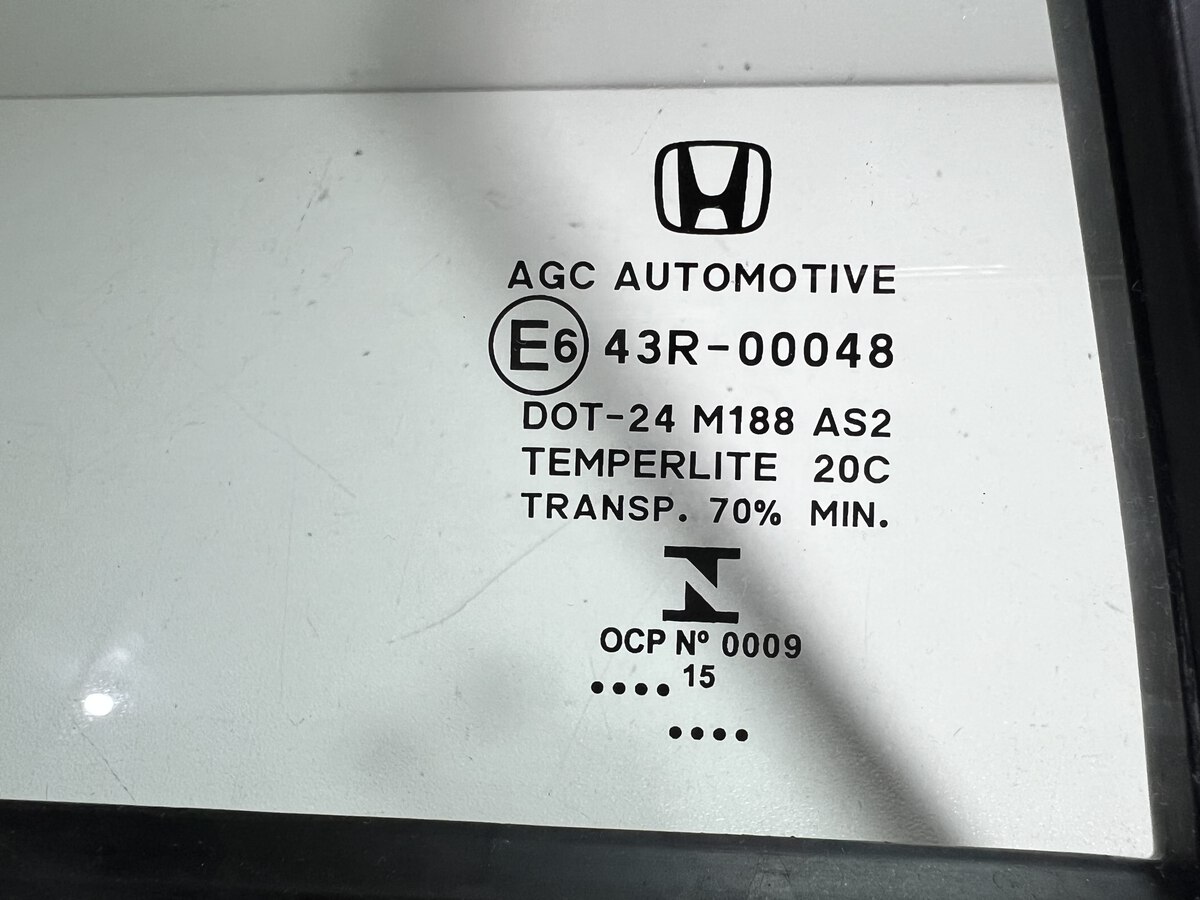 AGC AUTOMOTIVE
E6 43R-00048
DOT-24 M188 AS2
TEMPERLITE 20C
TRANSP. 70% MIN.
OCP Nº 0009
.... 15
....